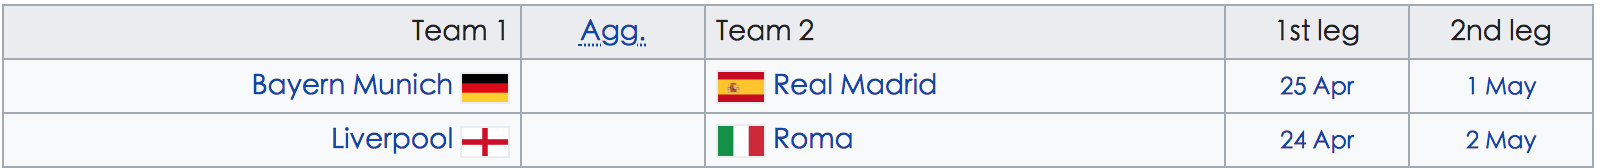 Team 1 Agg. Team 2 1st leg 2nd leg
Bayern Munich Real Madrid 25 Apr 1 May
Liverpool Roma 24 Apr 2 May